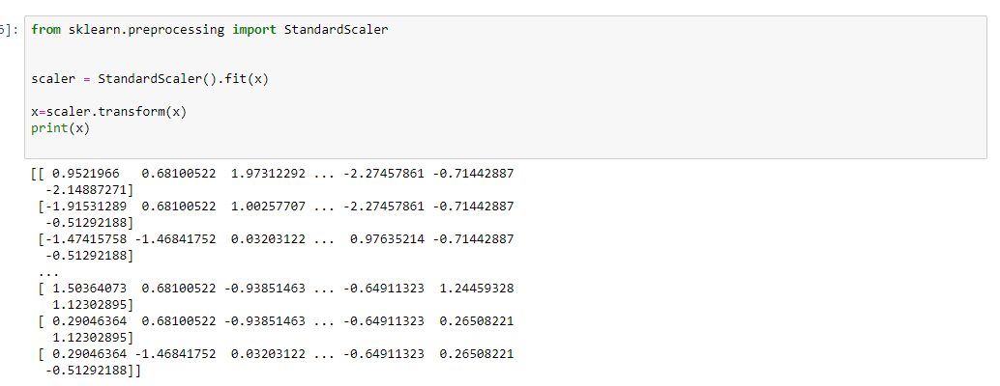 5]: from sklearn.preprocessing import StandardScaler
scaler = StandardScaler().fit(x)
x=scaler.transform(x)
print(x)
[[ 0.9521966   0.68100522  1.97312292 ... -2.27457861 -0.71442887
  -2.14887271]
 [-1.91531289  0.68100522  1.00257707 ... -2.27457861 -0.71442887
  -0.51292188]
 [-1.47415758 -1.46841752  0.03203122 ...  0.97635214 -0.71442887
  -0.51292188]
 ...
 [ 1.50364073  0.68100522 -0.93851463 ... -0.64911323  1.24459328
   1.12302895]
 [ 0.29046364  0.68100522 -0.93851463 ... -0.64911323  0.26508221
   1.12302895]
 [ 0.29046364 -1.46841752  0.03203122 ... -0.64911323  0.26508221
  -0.51292188]]